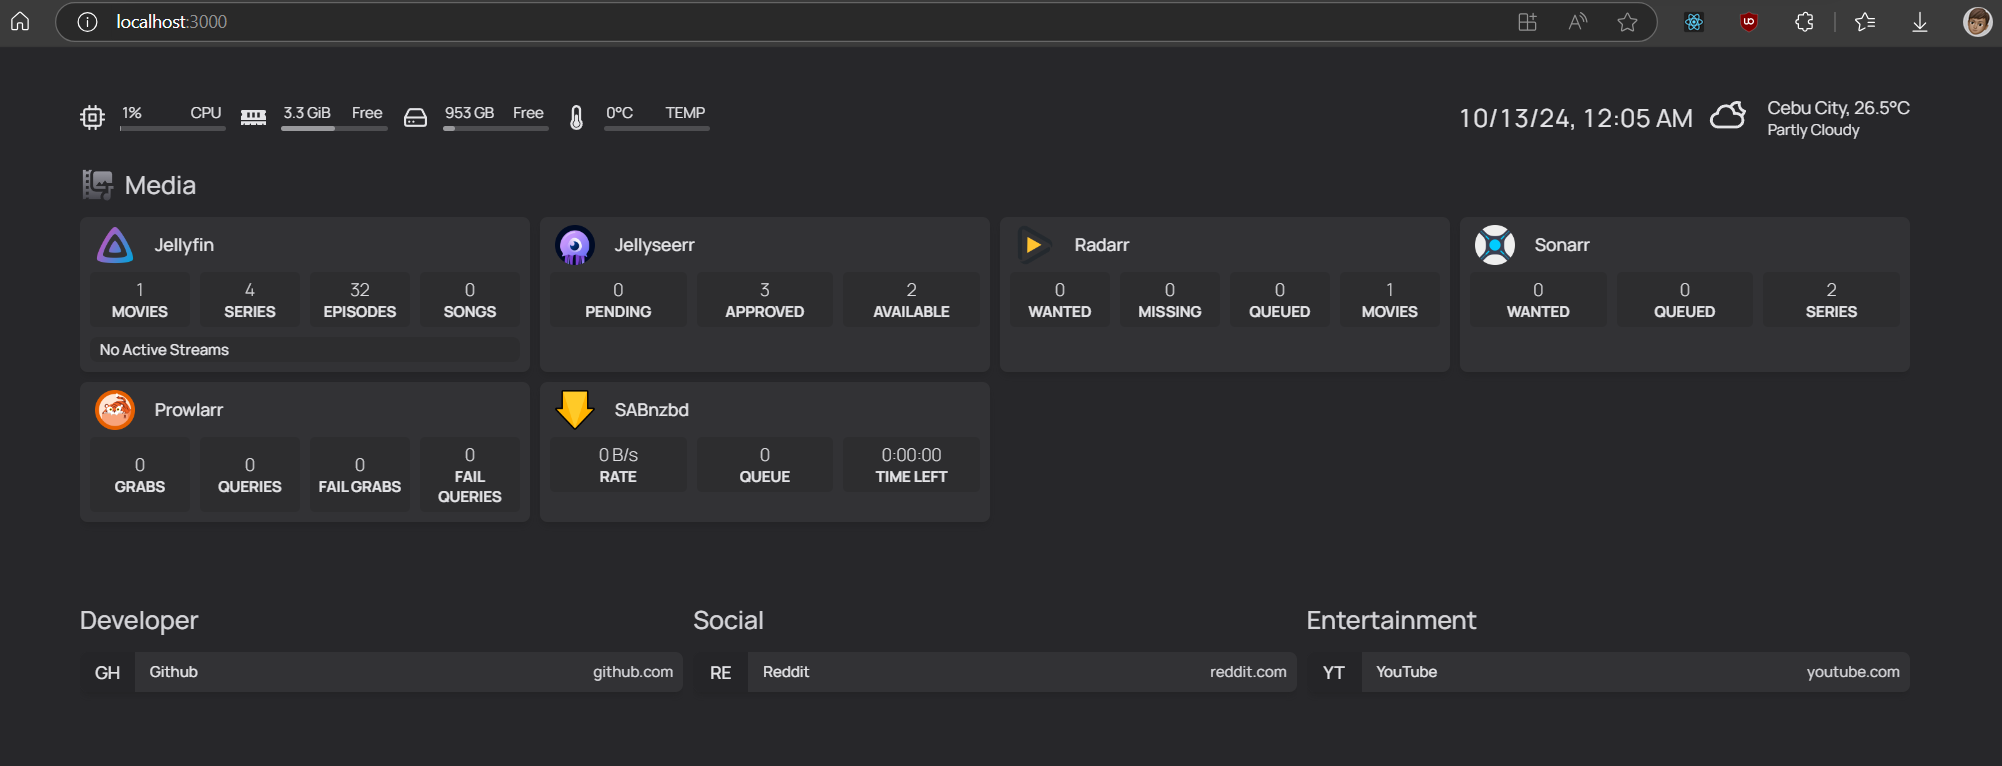 localhost:3000
1% CPU 3.3 GiB Free 953 GB Free 0°C TEMP
10/13/24, 12:05 AM
Cebu City, 26.5°C
Partly Cloudy
Media
Jellyfin
1 4 32 0
MOVIES SERIES EPISODES SONGS
No Active Streams
Jellyseerr
0 3 2
PENDING APPROVED AVAILABLE
Radarr
0 0 0 1
WANTED MISSING QUEUED MOVIES
Sonarr
0 0 2
WANTED QUEUED SERIES
Prowlarr
0 0 0 0
GRABS QUERIES FAIL GRABS FAIL
QUERIES
SABnzbd
0 B/s 0 0:00:00
RATE QUEUE TIME LEFT
Developer
GH Github github.com
Social
RE Reddit reddit.com
Entertainment
YT YouTube youtube.com